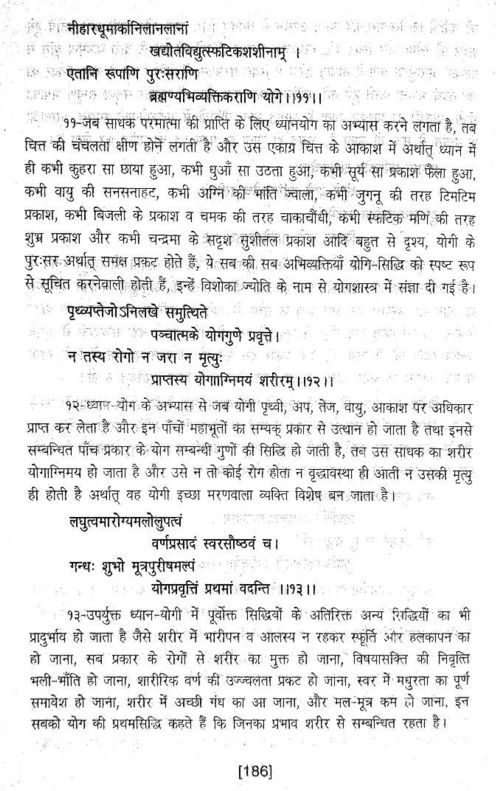 नीहारधूमार्कानिलानलानां
खद्योतविद्युत्स्फटिकशशीनाम् ।
एतानि रूपाणि पुरःसराणि
ब्रह्मण्यभिव्यक्तिकराणि योगे।।११।।
११-जब साधक परमात्मा की प्राप्ति के लिए ध्यानयोग का अभ्यास करने लगता है, तब
चित्त की चंचलता क्षीण होने लगती है और उस एकाग्र चित्त के आकाश में अर्थात् ध्यान में
ही कभी कुहरा सा छाया हुआ, कभी धुआँ सा उठता हुआ, कभी सूर्य सा प्रकाश फैला हुआ,
कभी वायु की सनसनाहट, कभी अग्नि की भांति ज्वाला, कभी जुगनू की तरह टिमटिम
प्रकाश, कभी बिजली के प्रकाश व चमक की तरह चाकाचौंधी, कभी स्फटिक मणि की तरह
शुभ्र प्रकाश और कभी चन्द्रमा के सदृश सुशीतल प्रकाश आदि बहुत से दृश्य, योगी के
पुरःसर अर्थात् समक्ष प्रकट होते हैं, ये सब की सब अभिव्यक्तियाँ योगि-सिद्धि को स्पष्ट रूप
से सूचित करनेवाली होती हैं, इन्हें विशोका ज्योति के नाम से योगशास्त्र में संज्ञा दी गई है।
पृथ्व्यप्तेजोऽनिलखे समुत्थिते
पञ्चात्मके योगगुणे प्रवृत्ते।
न तस्य रोगो न जरा न मृत्युः
प्राप्तस्य योगााग्निमयं शरीरम्।।१२।।
१२-ध्यान-योग के अभ्यास से जब योगी पृथ्वी, अप, तेज, वायु, आकाश पर अधिकार
प्राप्त कर लेता है और इन पाँचों महाभूतों का सम्यक् प्रकार से उत्थान हो जाता है तथा इनसे
सम्बन्धित पाँच प्रकार के योग सम्बन्धी गुणों की सिद्धि हो जाती है, तब उस साधक का शरीर
योगाग्निमय हो जाता है और उसे न तो कोई रोग होता न वृद्धावस्था ही आती न उसकी मृत्यु
ही होती है अर्थात् वह योगी इच्छा मरणवाला व्यक्ति विशेष बन जाता है।
लघुत्वमारोग्यमलोलुपत्वं
वर्णप्रसादं स्वरसौष्ठवं च।
गन्धः शुभो मूत्रपुरीषमल्पं
योगप्रवृत्तिं प्रथमां वदन्ति ।।१३।।
१३-उपर्युक्त ध्यान-योगी में पूर्वोक्त सिद्धियों के अतिरिक्त अन्य सिद्धियों का भी
प्रादुर्भाव हो जाता है जैसे शरीर में भारीपन व आलस्य न रहकर स्फूर्ति और हलकापन का
हो जाना, सब प्रकार के रोगों से शरीर का मुक्त हो जाना, विषयासक्ति की निवृत्ति
भली-भाँति हो जाना, शारीरिक वर्ण की उज्ज्वलता प्रकट हो जाना, स्वर में मधुरता का पूर्ण
समावेश हो जाना, शरीर में अच्छी गंध का आ जाना, और मल-मूत्र कम हो जाना, इन
सबको योग की प्रथमसिद्धि कहते हैं कि जिनका प्रभाव शरीर से सम्बन्धित रहता है।
[186]